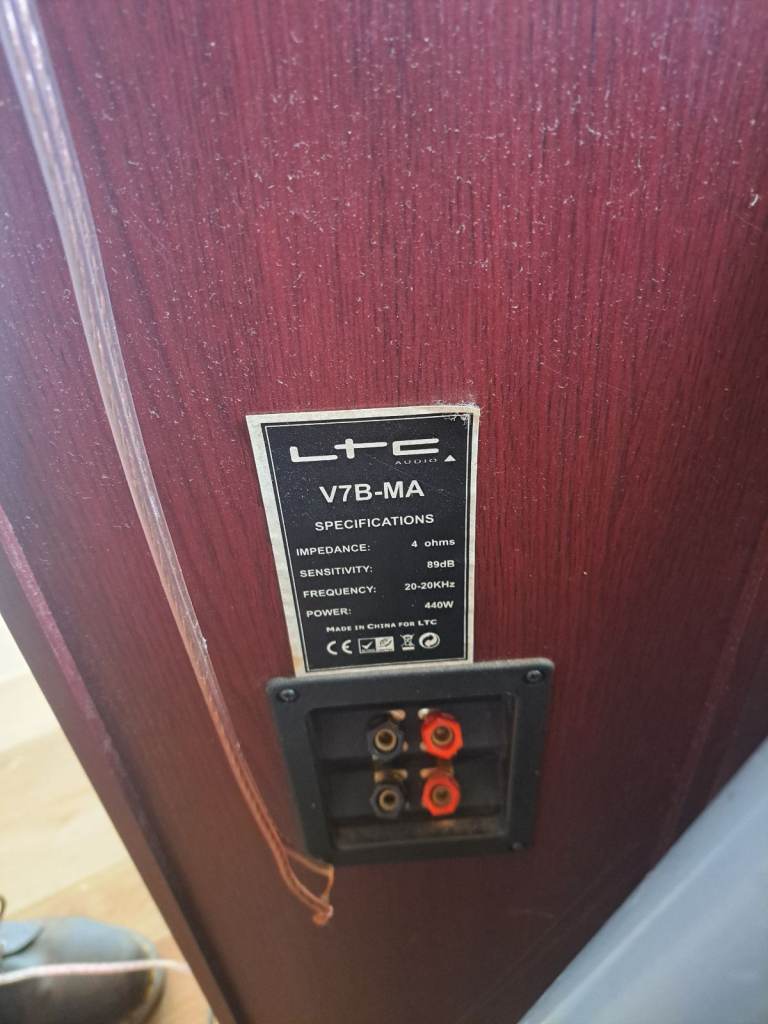 LTC
AUDIO
V7B-MA
SPECIFICATIONS
IMPEDANCE: 4 ohms
SENSITIVITY: 89dB
FREQUENCY: 20-20KHz
POWER: 440W
MADE IN CHINA FOR LTC
CE